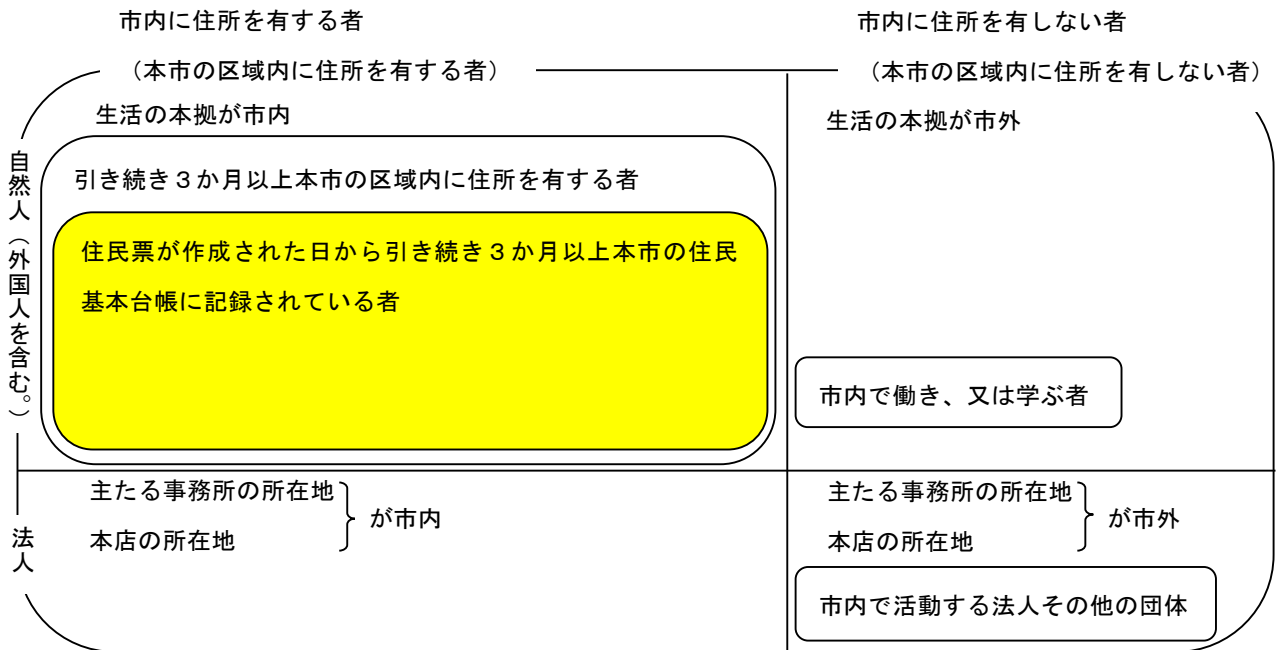 市内に住所を有する者
市内に住所を有しない者
(本市の区域内に住所を有する者)
(本市の区域内に住所を有しない者)
生活の本拠が市内
生活の本拠が市外
自然人(外国人を含む。)
引き続き3か月以上本市の区域内に住所を有する者
住民票が作成された日から引き続き3か月以上本市の住民
基本台帳に記録されている者
市内で働き、又は学ぶ者
法人
主たる事務所の所在地
本店の所在地
が市内
主たる事務所の所在地
本店の所在地
が市外
市内で活動する法人その他の団体